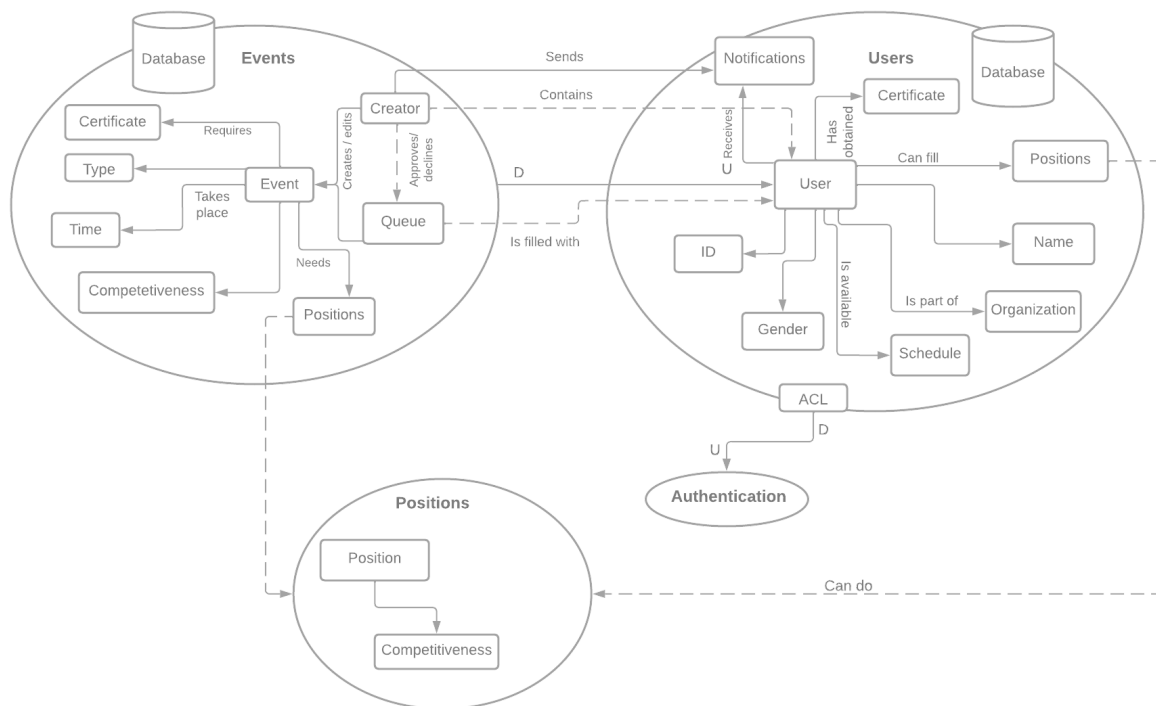 Events
Database
Users
Database
Notifications
Sends
Contains
Certificate
Requires
Creator
Creates / edits
Approves/
declines
Receives
U
Has
obtained
Certificate
Type
Event
Takes
place
D
User
Can fill
Positions
Time
Queue
Is filled with
ID
Name
Needs
Competetiveness
Positions
Gender
Is available
Is part of
Organization
Schedule
ACL
D
U
Authentication
Positions
Position
Can do
Competitiveness